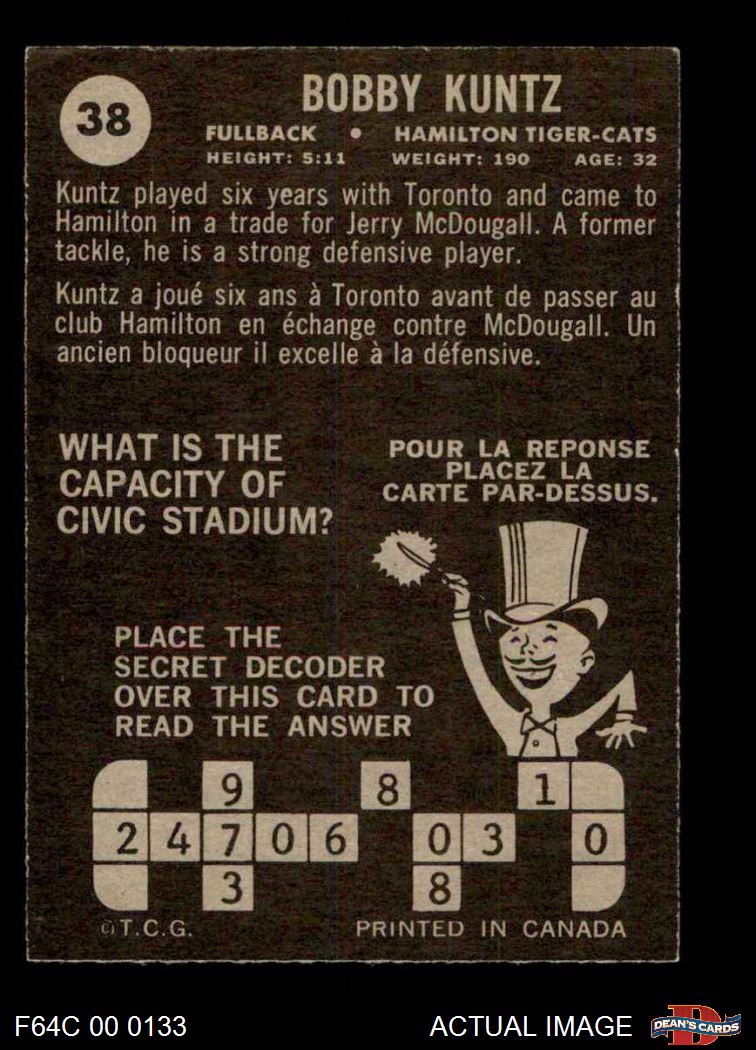 38
BOBBY KUNTZ
FULLBACK • HAMILTON TIGER-CATS
HEIGHT: 5:11 WEIGHT: 190 AGE: 32
Kuntz played six years with Toronto and came to
Hamilton in a trade for Jerry McDougall. A former
tackle, he is a strong defensive player.
Kuntz a joué six ans à Toronto avant de passer au
club Hamilton en échange contre McDougall. Un
ancien bloqueur il excelle à la défensive.
WHAT IS THE
CAPACITY OF
CIVIC STADIUM?
POUR LA REPONSE
PLACEZ LA
CARTE PAR-DESSUS.
PLACE THE
SECRET DECODER
OVER THIS CARD TO
READ THE ANSWER
9 8 1
2 4 7 0 6 0 3 0
3 8
©T.C.G. PRINTED IN CANADA
F64C 00 0133 ACTUAL IMAGE DEAN'S CARDS